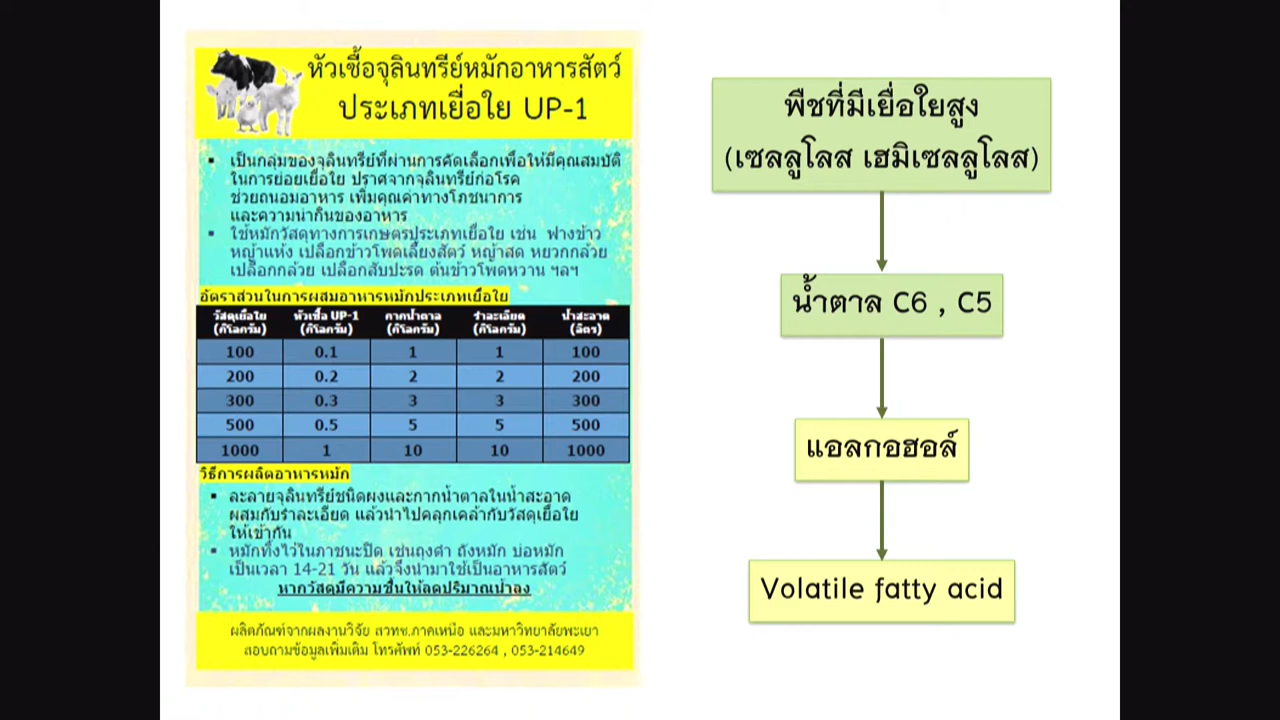 หัวเชื้อจุลินทรีย์หมักอาหารสัตว์
ประเภทเยื่อใย UP-1
▪ เป็นกลุ่มของจุลินทรีย์ที่ผ่านการคัดเลือกเพื่อให้มีคุณสมบัติ
ในการย่อยเยื่อใย ปราศจากจุลินทรีย์ก่อโรค
ช่วยถนอมอาหาร เพิ่มคุณค่าทางโภชนาการ
และความน่ากินของอาหาร
▪ ใช้หมักวัสดุทางการเกษตรประเภทเยื่อใย เช่น ฟางข้าว
หญ้าแห้ง เปลือกข้าวโพดเลี้ยงสัตว์ หญ้าสด หยวกกล้วย
เปลือกกล้วย เปลือกสับปะรด ต้นข้าวโพดหวาน ฯลฯ
อัตราส่วนในการผสมอาหารหมักประเภทเยื่อใย
วัสดุเยื่อใย (กิโลกรัม) หัวเชื้อ UP-1 (กิโลกรัม) กากน้ำตาล (กิโลกรัม) รำละเอียด (กิโลกรัม) น้ำสะอาด (ลิตร)
100 0.1 1 1 100
200 0.2 2 2 200
300 0.3 3 3 300
500 0.5 5 5 500
1000 1 10 10 1000
วิธีการผลิตอาหารหมัก
▪ ละลายจุลินทรีย์ชนิดผงและกากน้ำตาลในน้ำสะอาด
ผสมกับรำละเอียด แล้วนำไปคลุกเคล้ากับวัสดุเยื่อใย
ให้เข้ากัน
▪ หมักทิ้งไว้ในภาชนะปิด เช่นถุงดำ ถังหมัก บ่อหมัก
เป็นเวลา 14-21 วัน แล้วจึงนำมาใช้เป็นอาหารสัตว์
หากวัสดุมีความชื้นให้ลดปริมาณน้ำลง
ผลิตภัณฑ์จากผลงานวิจัย สวทช.ภาคเหนือ และมหาวิทยาลัยพะเยา
สอบถามข้อมูลเพิ่มเติม โทรศัพท์ 053-226264 , 053-214649
พืชที่มีเยื่อใยสูง
(เซลลูโลส เฮมิเซลลูโลส)
น้ำตาล C6 , C5
แอลกอฮอล์
Volatile fatty acid